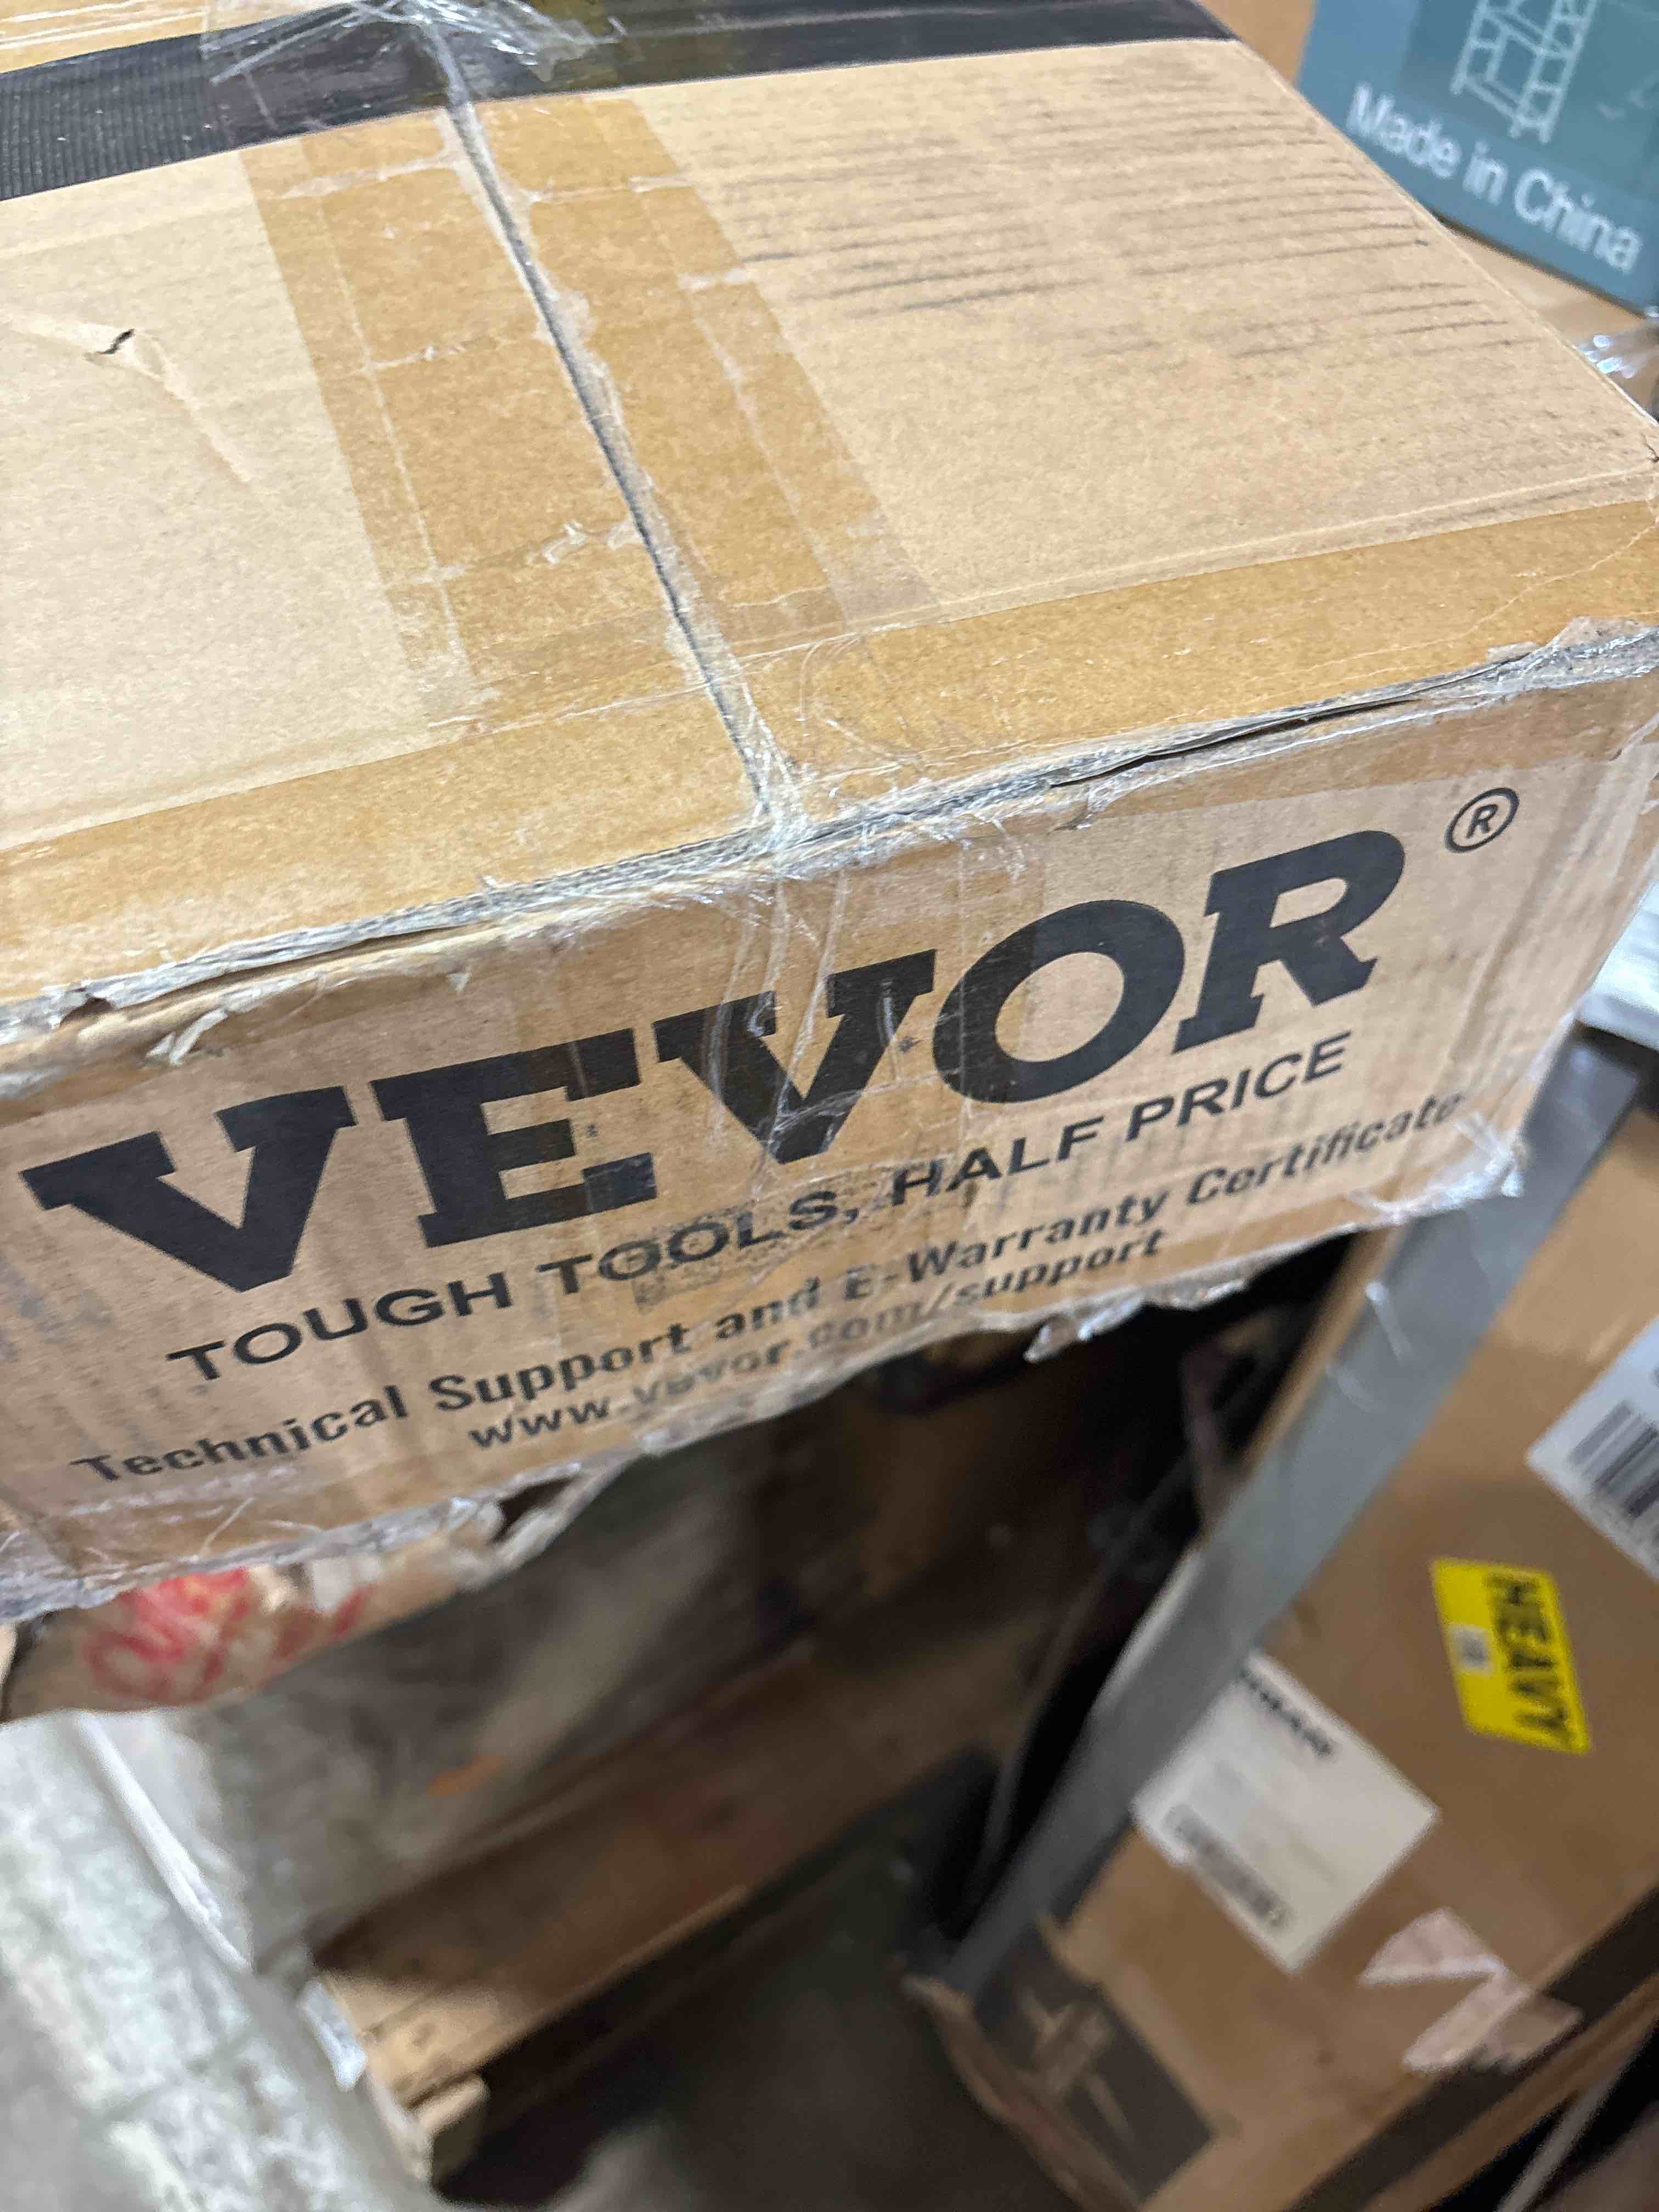 Made in China
VEVOR®
TOUGH TOOLS, HALF PRICE
Technical Support and E-Warranty Certificate
www.vevor.com/support
HEAVY